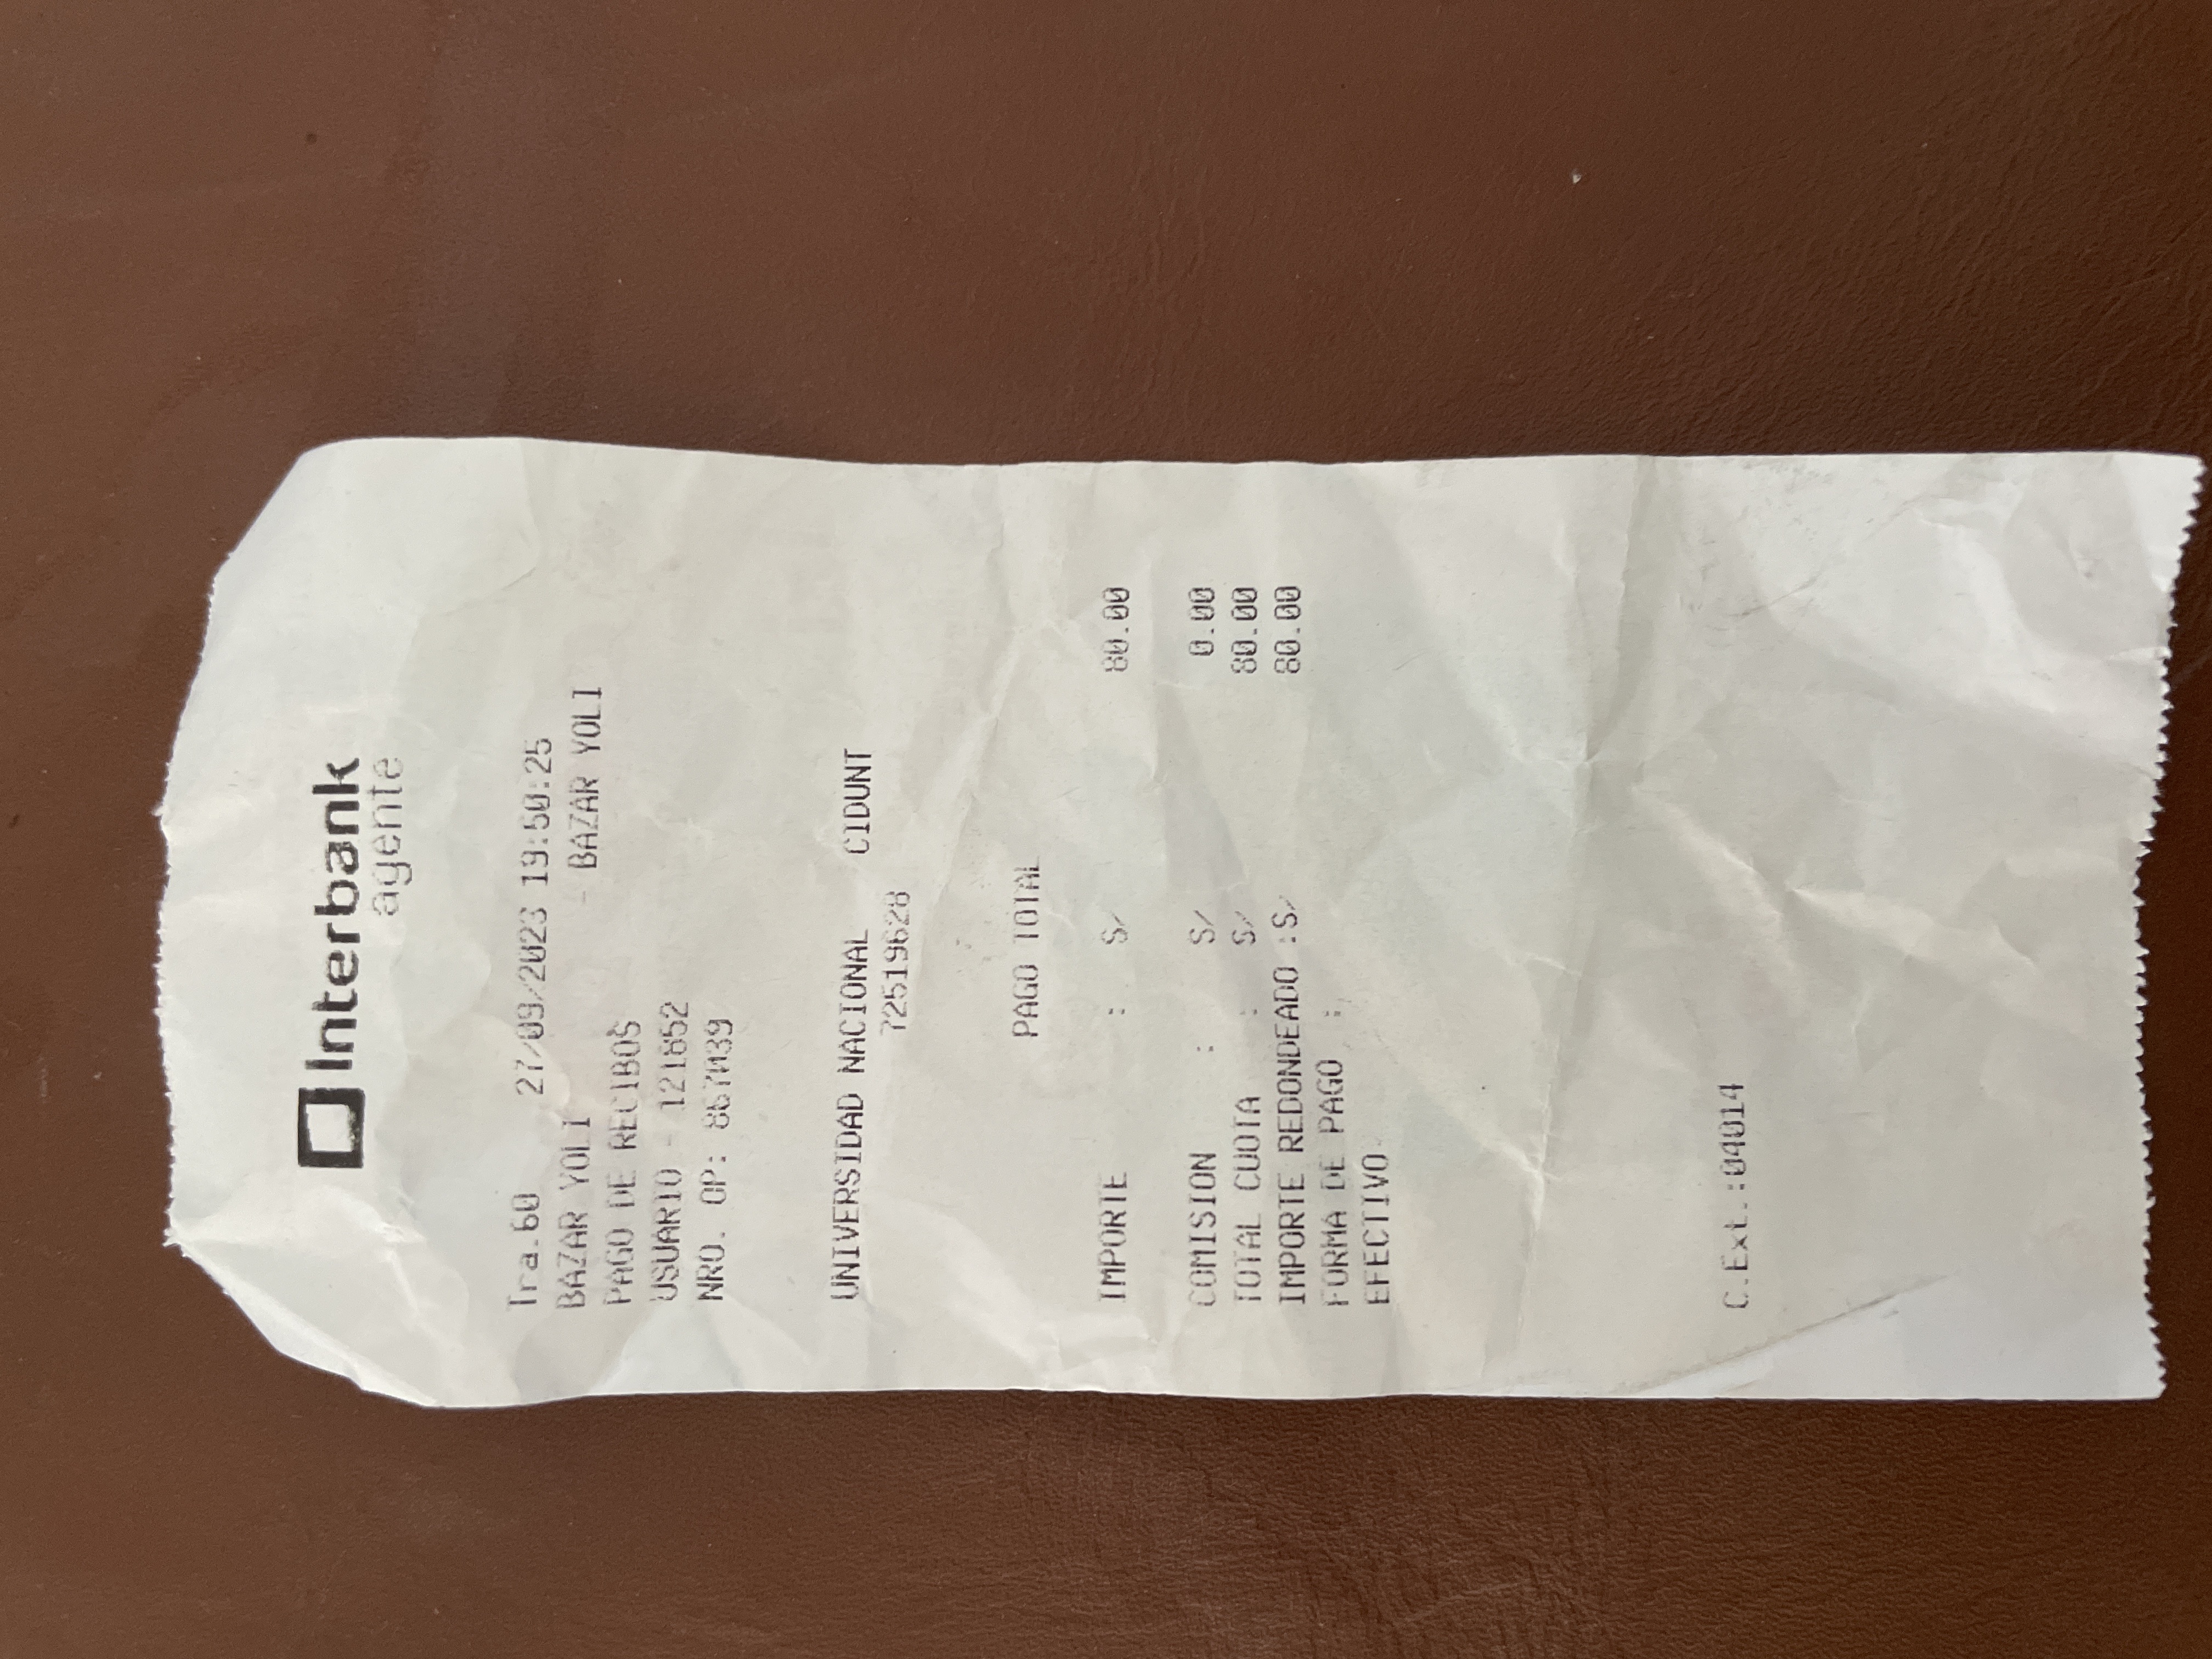 Interbank
agente
Tra.60 27/09/2023 19:50:25
BAZAR YOLI - BAZAR YOLI
PAGO DE RECIBOS
USUARIO - 121852
NRO. OP:
UNIVERSIDAD NACIONAL CIDUNT
72519628
PAGO TOTAL
IMPORTE : S/ 80.00
COMISION : S/ 0.00
TOTAL CUOTA : S/ 80.00
IMPORTE REDONDEADO :S/ 80.00
FORMA DE PAGO :
EFECTIVO
C.Ext.:04014